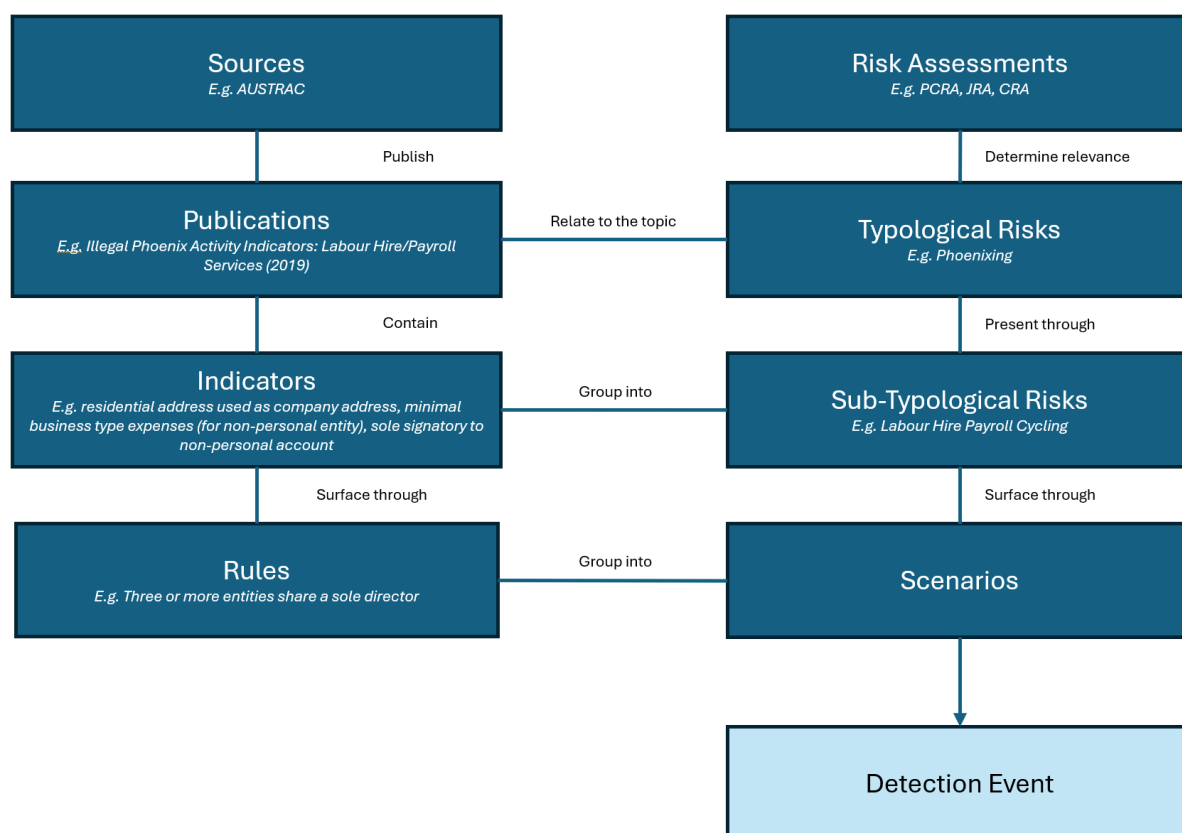 Sources
E.g. AUSTRAC
Risk Assessments
E.g. PCRA, JRA, CRA
Publish
Determine relevance
Publications
E.g. Illegal Phoenix Activity Indicators: Labour Hire/Payroll
Services (2019)
Relate to the topic
Typological Risks
E.g. Phoenixing
Contain
Present through
Indicators
E.g. residential address used as company address, minimal
business type expenses (for non-personal entity), sole signatory to
non-personal account
Group into
Sub-Typological Risks
E.g. Labour Hire Payroll Cycling
Surface through
Surface through
Rules
E.g. Three or more entities share a sole director
Group into
Scenarios
Detection Event